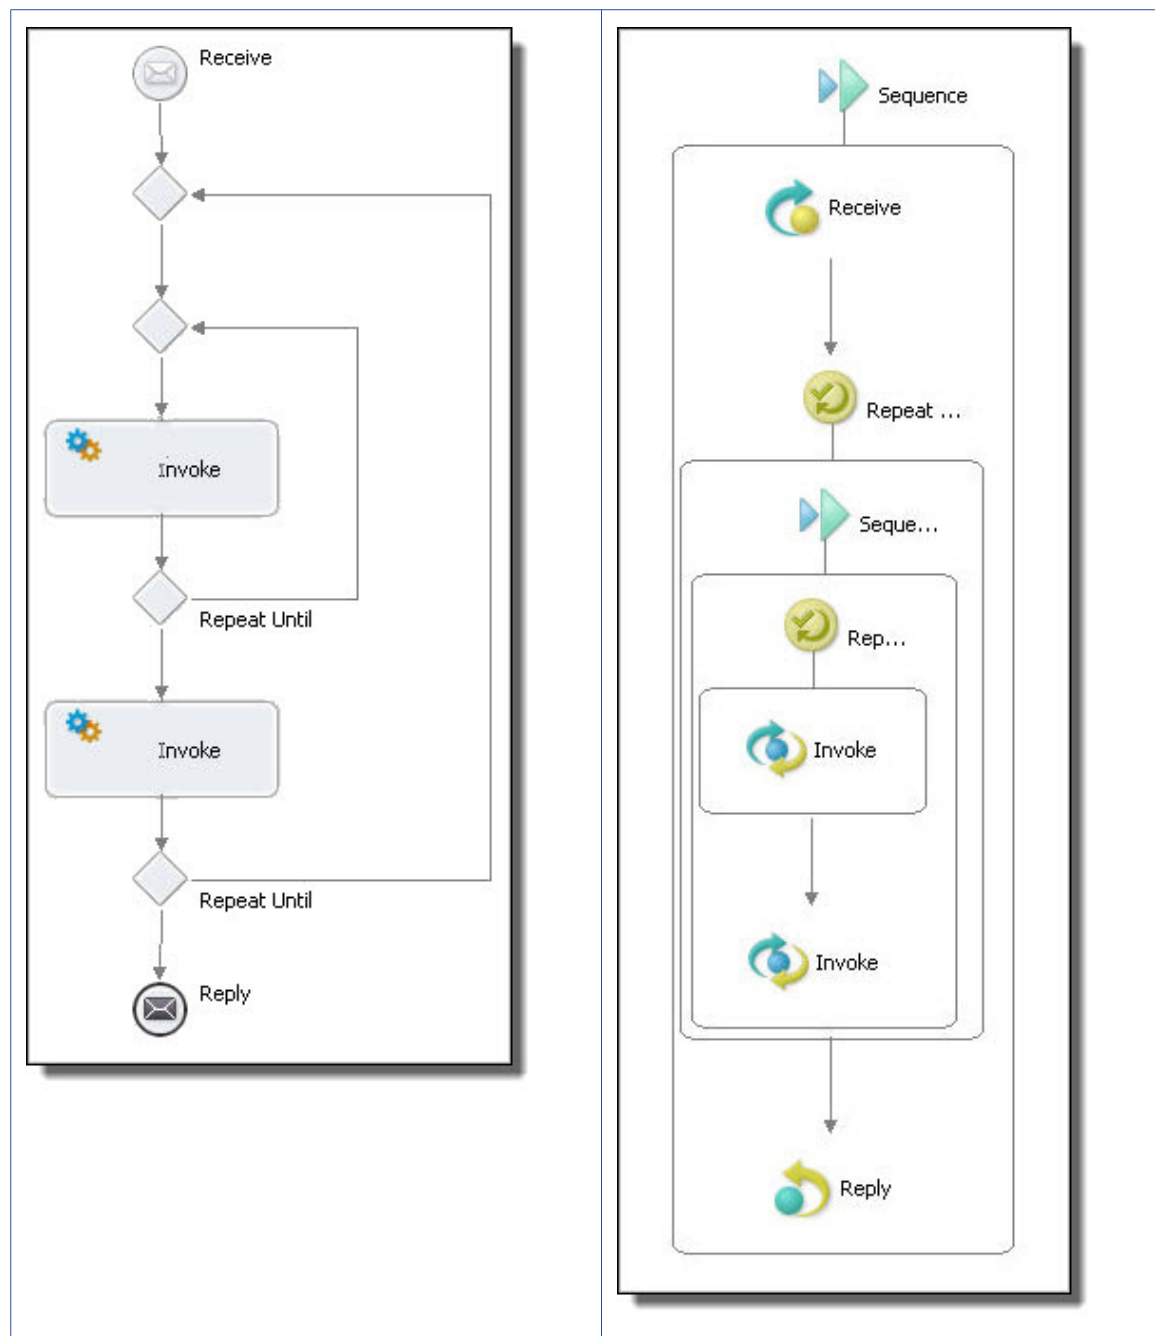 Receive
Invoke
Repeat Until
Invoke
Repeat Until
Reply
Sequence
Receive
Repeat ...
Seque...
Rep...
Invoke
Invoke
Reply